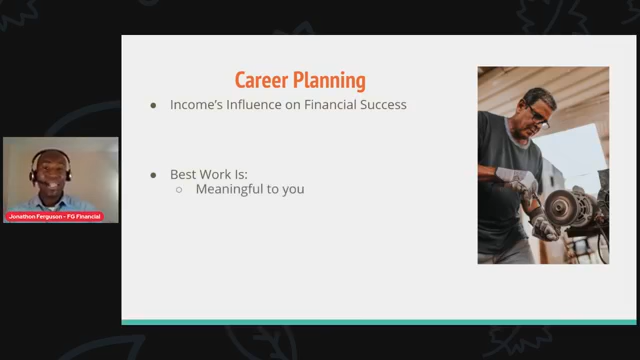 Career Planning
● Income's Influence on Financial Success
● Best Work Is:
○ Meaningful to you
Jonathon Ferguson - FG Financial